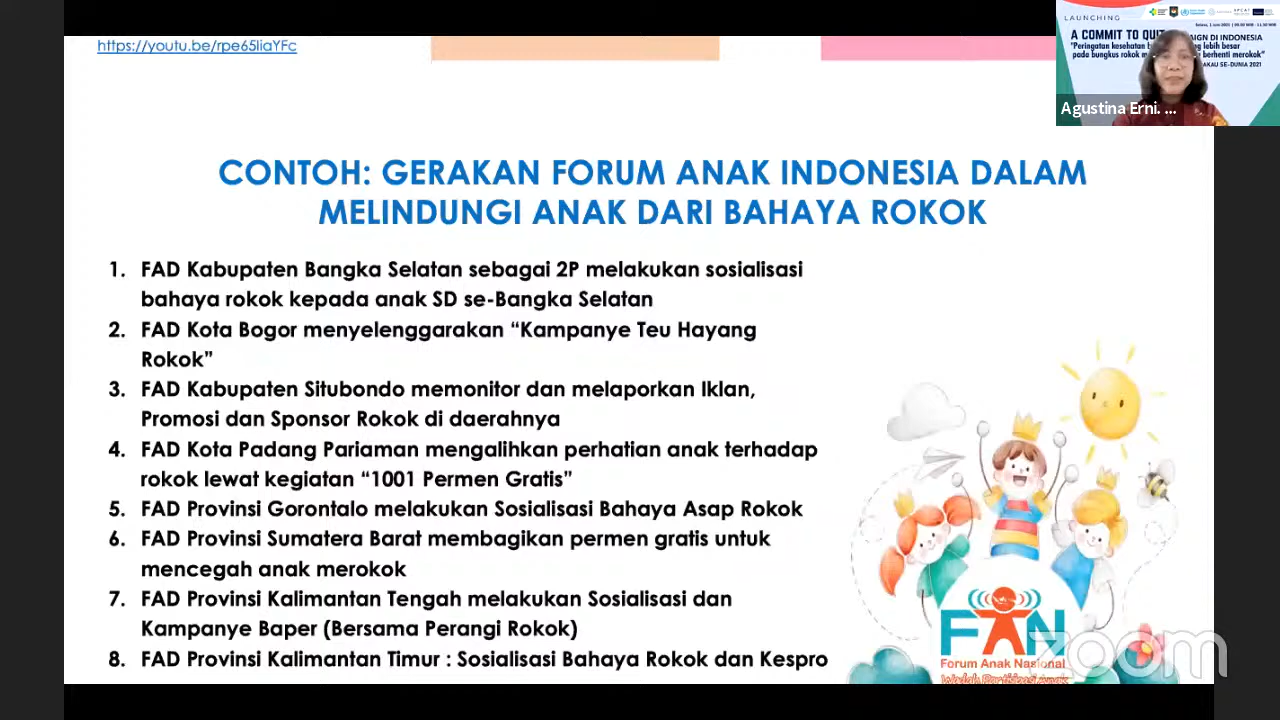 https://youtu.be/rpe65IiaYFc
LAUNCHING
A COMMIT TO QUIT
AIGN DI INDONESIA
"Peringatan kesehatan b
g lebih besar
pada bungkus rokok m
i berhenti merokok"
AKAU SE-DUNIA 2021
Agustina Erni. ...
CONTOH: GERAKAN FORUM ANAK INDONESIA DALAM
MELINDUNGI ANAK DARI BAHAYA ROKOK
1. FAD Kabupaten Bangka Selatan sebagai 2P melakukan sosialisasi
bahaya rokok kepada anak SD se-Bangka Selatan
2. FAD Kota Bogor menyelenggarakan “Kampanye Teu Hayang
Rokok”
3. FAD Kabupaten Situbondo memonitor dan melaporkan Iklan,
Promosi dan Sponsor Rokok di daerahnya
4. FAD Kota Padang Pariaman mengalihkan perhatian anak terhadap
rokok lewat kegiatan “1001 Permen Gratis”
5. FAD Provinsi Gorontalo melakukan Sosialisasi Bahaya Asap Rokok
6. FAD Provinsi Sumatera Barat membagikan permen gratis untuk
mencegah anak merokok
7. FAD Provinsi Kalimantan Tengah melakukan Sosialisasi dan
Kampanye Baper (Bersama Perangi Rokok)
8. FAD Provinsi Kalimantan Timur : Sosialisasi Bahaya Rokok dan Kespro
FAN
Forum Anak Nasional
Wadah Partisipasi Anak
zoom